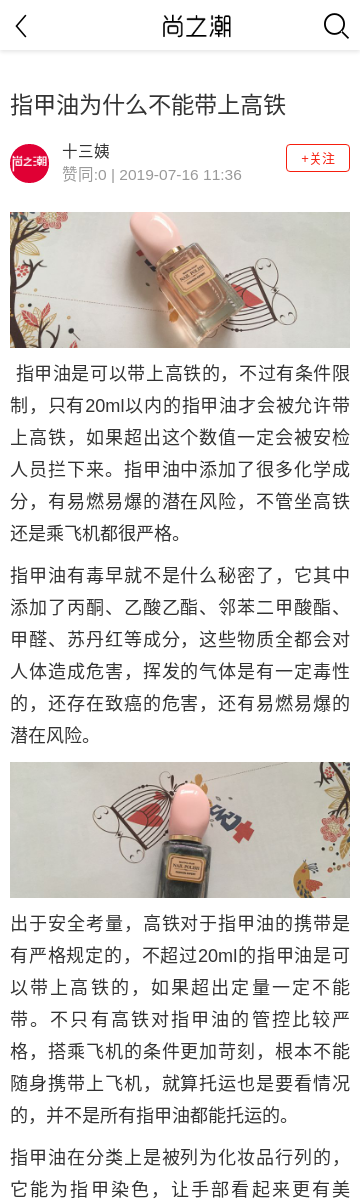 尚之潮
指甲油为什么不能带上高铁
尚之潮
十三姨
赞同:0 | 2019-07-16 11:36
+关注
NAIL POLISH
指甲油是可以带上高铁的，不过有条件限
制，只有20ml以内的指甲油才会被允许带
上高铁，如果超出这个数值一定会被安检
人员拦下来。指甲油中添加了很多化学成
分，有易燃易爆的潜在风险，不管坐高铁
还是乘飞机都很严格。
指甲油有毒早就不是什么秘密了，它其中
添加了丙酮、乙酸乙酯、邻苯二甲酸酯、
甲醛、苏丹红等成分，这些物质全都会对
人体造成危害，挥发的气体是有一定毒性
的，还存在致癌的危害，还有易燃易爆的
潜在风险。
NAIL POLISH
出于安全考量，高铁对于指甲油的携带是
有严格规定的，不超过20ml的指甲油是可
以带上高铁的，如果超出定量一定不能
带。不只有高铁对指甲油的管控比较严
格，搭乘飞机的条件更加苛刻，根本不能
随身携带上飞机，就算托运也是要看情况
的，并不是所有指甲油都能托运的。
指甲油在分类上是被列为化妆品行列的，
它能为指甲染色，让手部看起来更有美